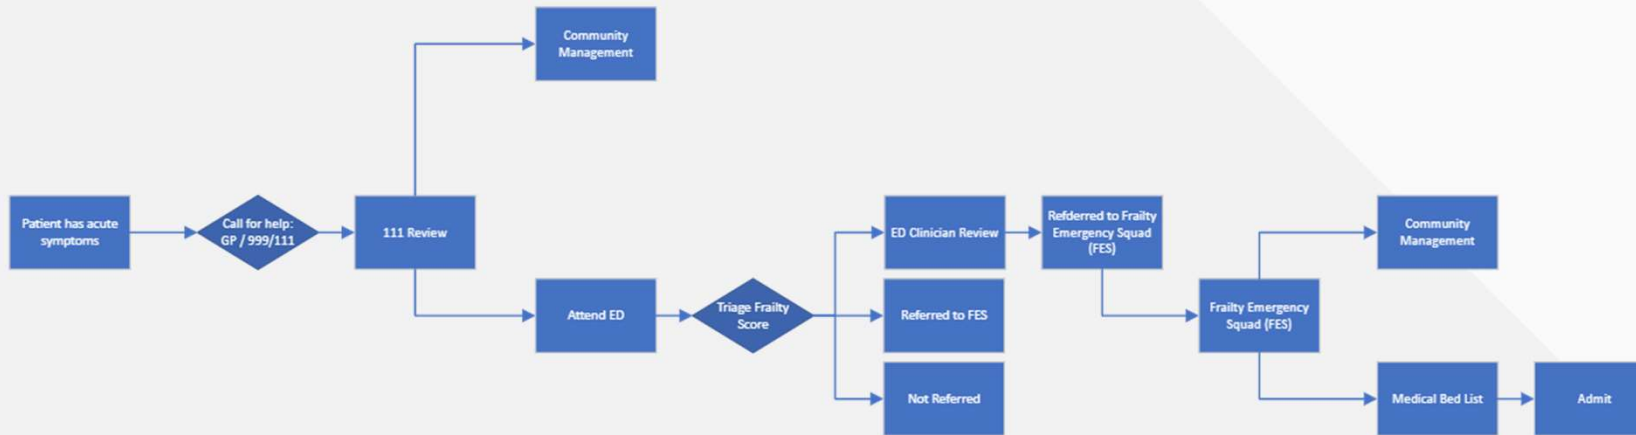 Community
Management
Patient has acute
symptoms
Call for help:
GP / 999/111
111 Review
ED Clinician Review
Refderred to Frailty
Emergency Squad
(FES)
Community
Management
Attend ED
Triage Frailty
Score
Referred to FES
Frailty Emergency
Squad (FES)
Not Referred
Medical Bed List
Admit